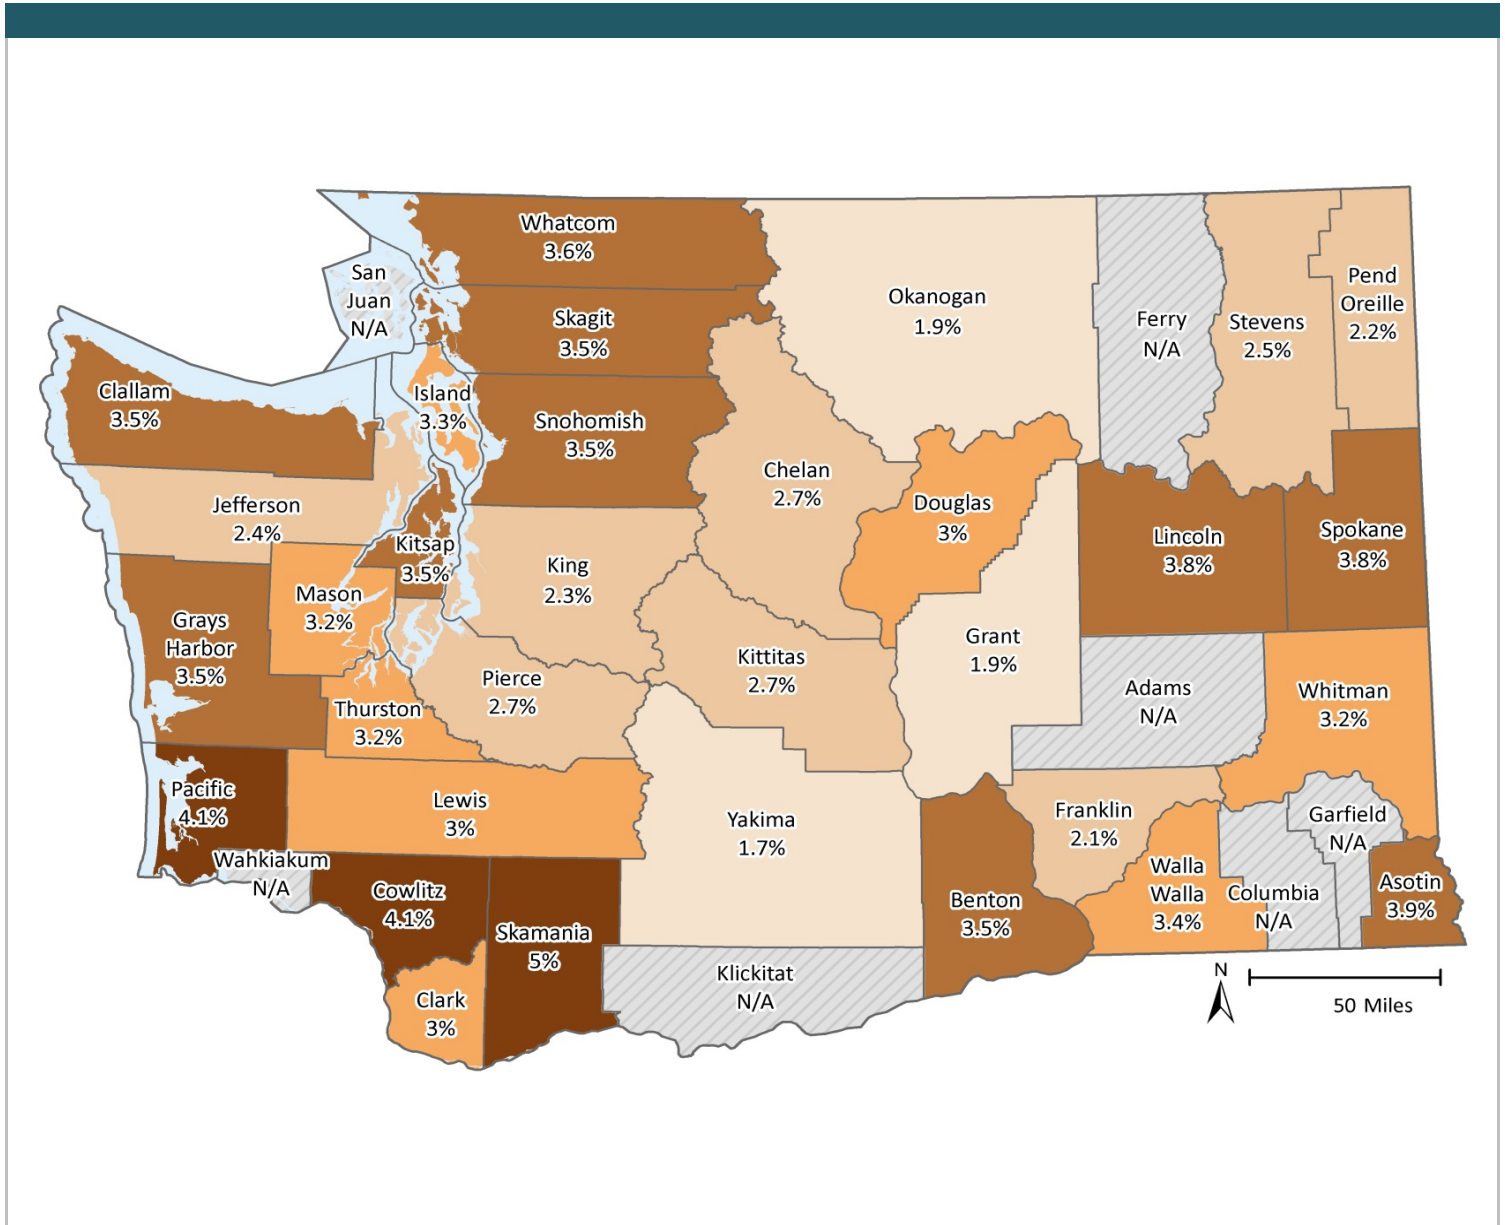 Whatcom
3.6%
San
Juan
N/A
Skagit
3.5%
Okanogan
1.9%
Ferry
N/A
Stevens
2.5%
Pend
Oreille
2.2%
Clallam
3.5%
Island
3.3%
Snohomish
3.5%
Chelan
2.7%
Douglas
3%
Lincoln
3.8%
Spokane
3.8%
Jefferson
2.4%
Kitsap
3.5%
King
2.3%
Mason
3.2%
Grays
Harbor
3.5%
Grant
1.9%
Kittitas
2.7%
Pierce
2.7%
Thurston
3.2%
Adams
N/A
Whitman
3.2%
Pacific
4.1%
Lewis
3%
Yakima
1.7%
Franklin
2.1%
Garfield
N/A
Wahkiakum
N/A
Cowlitz
4.1%
Skamania
5%
Benton
3.5%
Walla
Walla
3.4%
Columbia
N/A
Asotin
3.9%
Clark
3%
Klickitat
N/A
N
50 Miles